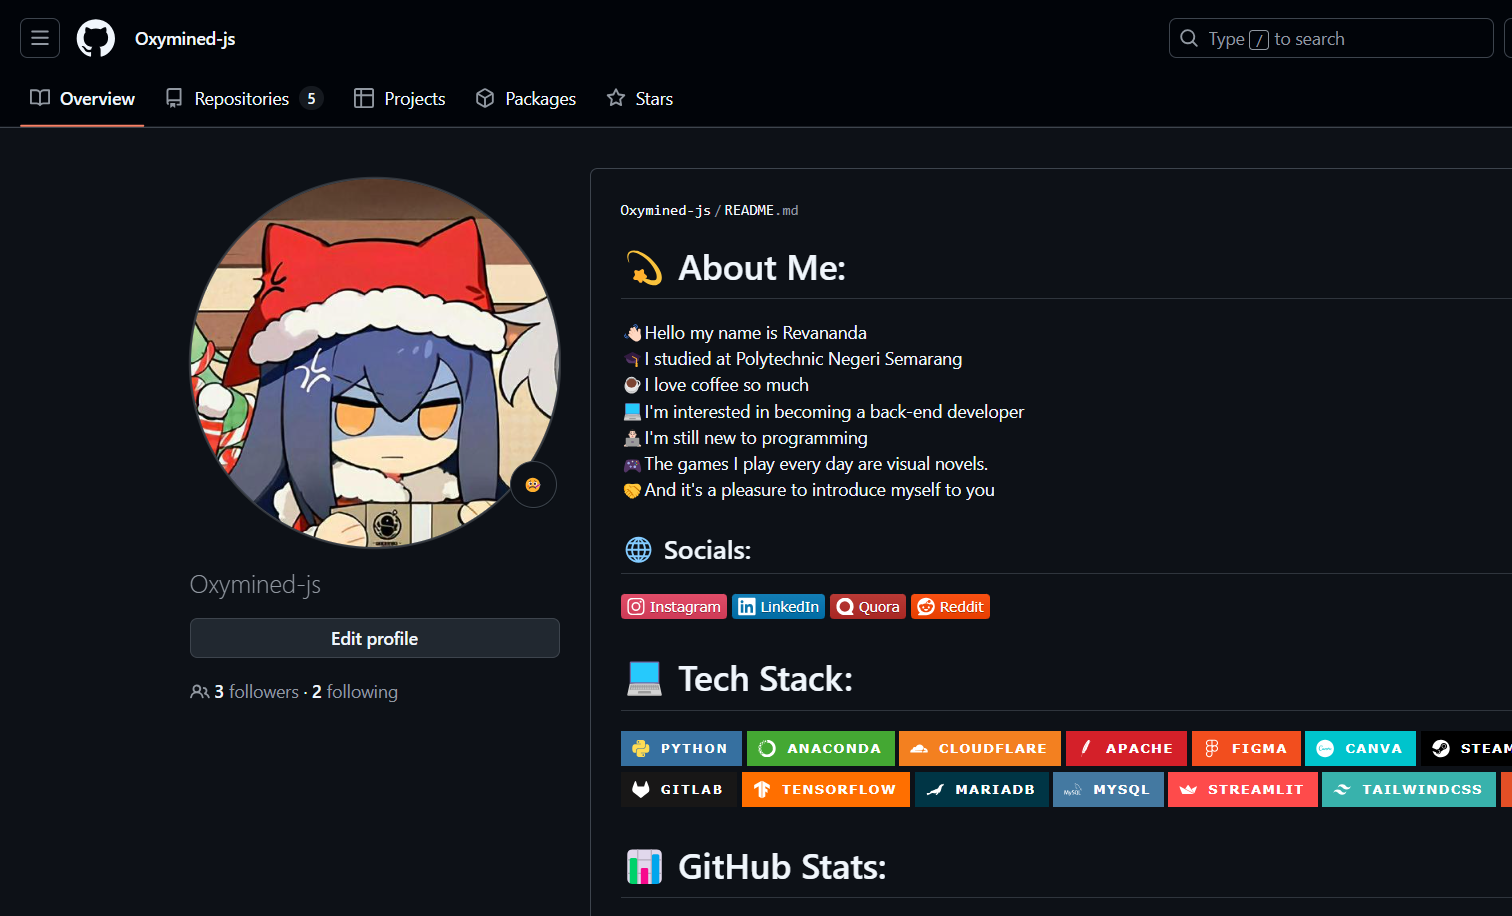 Oxymined-js
Type / to search
Overview
Repositories 5
Projects
Packages
Stars
Oxymined-js
Edit profile
3 followers · 2 following
Oxymined-js / README.md
About Me:
Hello my name is Revananda
I studied at Polytechnic Negeri Semarang
I love coffee so much
I'm interested in becoming a back-end developer
I'm still new to programming
The games I play every day are visual novels.
And it's a pleasure to introduce myself to you
Socials:
Instagram LinkedIn Quora Reddit
Tech Stack:
PYTHON ANACONDA CLOUDFLARE APACHE FIGMA CANVA STEAM
GITLAB TENSORFLOW MARIADB MySQL MYSQL STREAMLIT TAILWINDCSS
GitHub Stats: